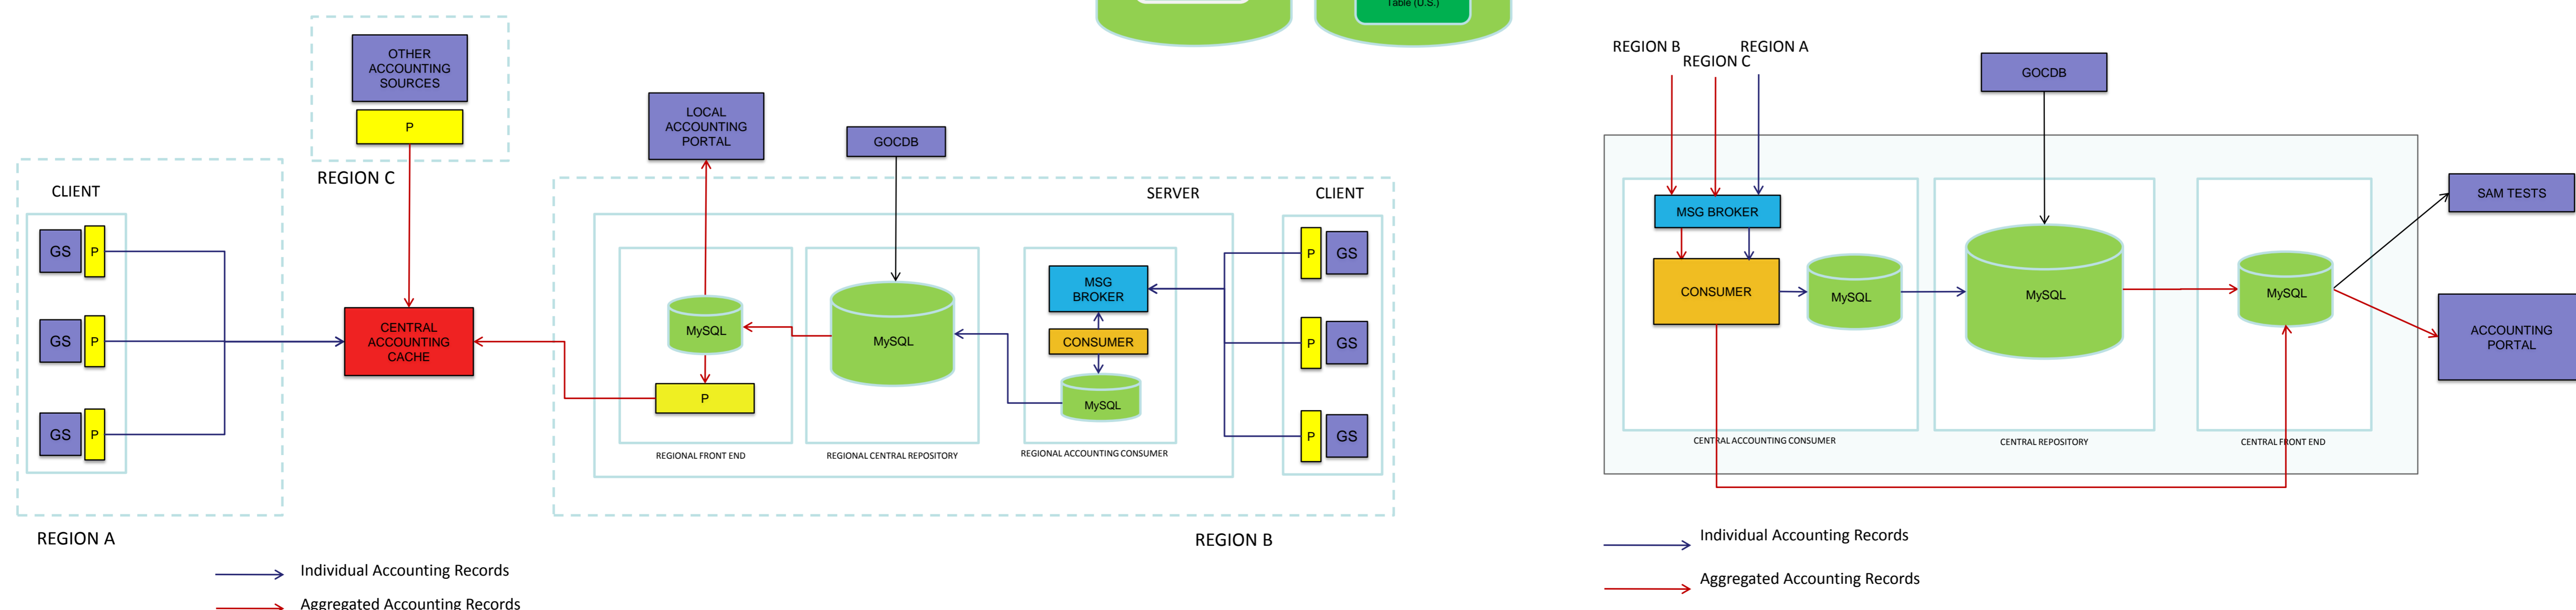 Table (U.S.)
OTHER
ACCOUNTING
SOURCES
P
REGION C
CLIENT
GS
P
GS
P
GS
P
REGION A
CENTRAL
ACCOUNTING
CACHE
LOCAL
ACCOUNTING
PORTAL
GOCDB
SERVER
CLIENT
MySQL
P
REGIONAL FRONT END
MySQL
REGIONAL CENTRAL REPOSITORY
MSG
BROKER
CONSUMER
MySQL
REGIONAL ACCOUNTING CONSUMER
P
GS
P
GS
P
GS
REGION B
Individual Accounting Records
Aggregated Accounting Records
REGION B
REGION C
REGION A
GOCDB
MSG BROKER
CONSUMER
MySQL
CENTRAL ACCOUNTING CONSUMER
MySQL
CENTRAL REPOSITORY
MySQL
CENTRAL FRONT END
SAM TESTS
ACCOUNTING
PORTAL
Individual Accounting Records
Aggregated Accounting Records